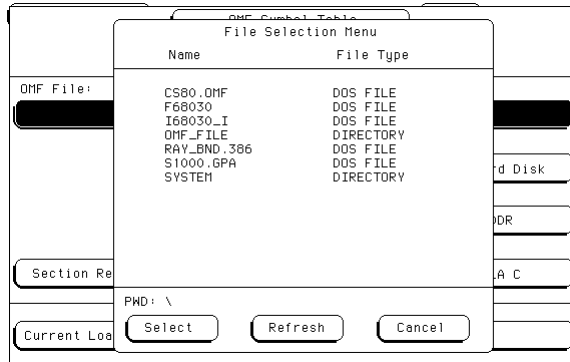 OMF Symbol Table
File Selection Menu
Name File Type
OMF File:
CS80.OMF DOS FILE
F68030 DOS FILE
I68030_I DOS FILE
OMF_FILE DIRECTORY
RAY_BND.386 DOS FILE
S1000.GPA DOS FILE
SYSTEM DIRECTORY
rd Disk
DDR
Section Re
LA C
PWD: \
Select Refresh Cancel
Current Loa